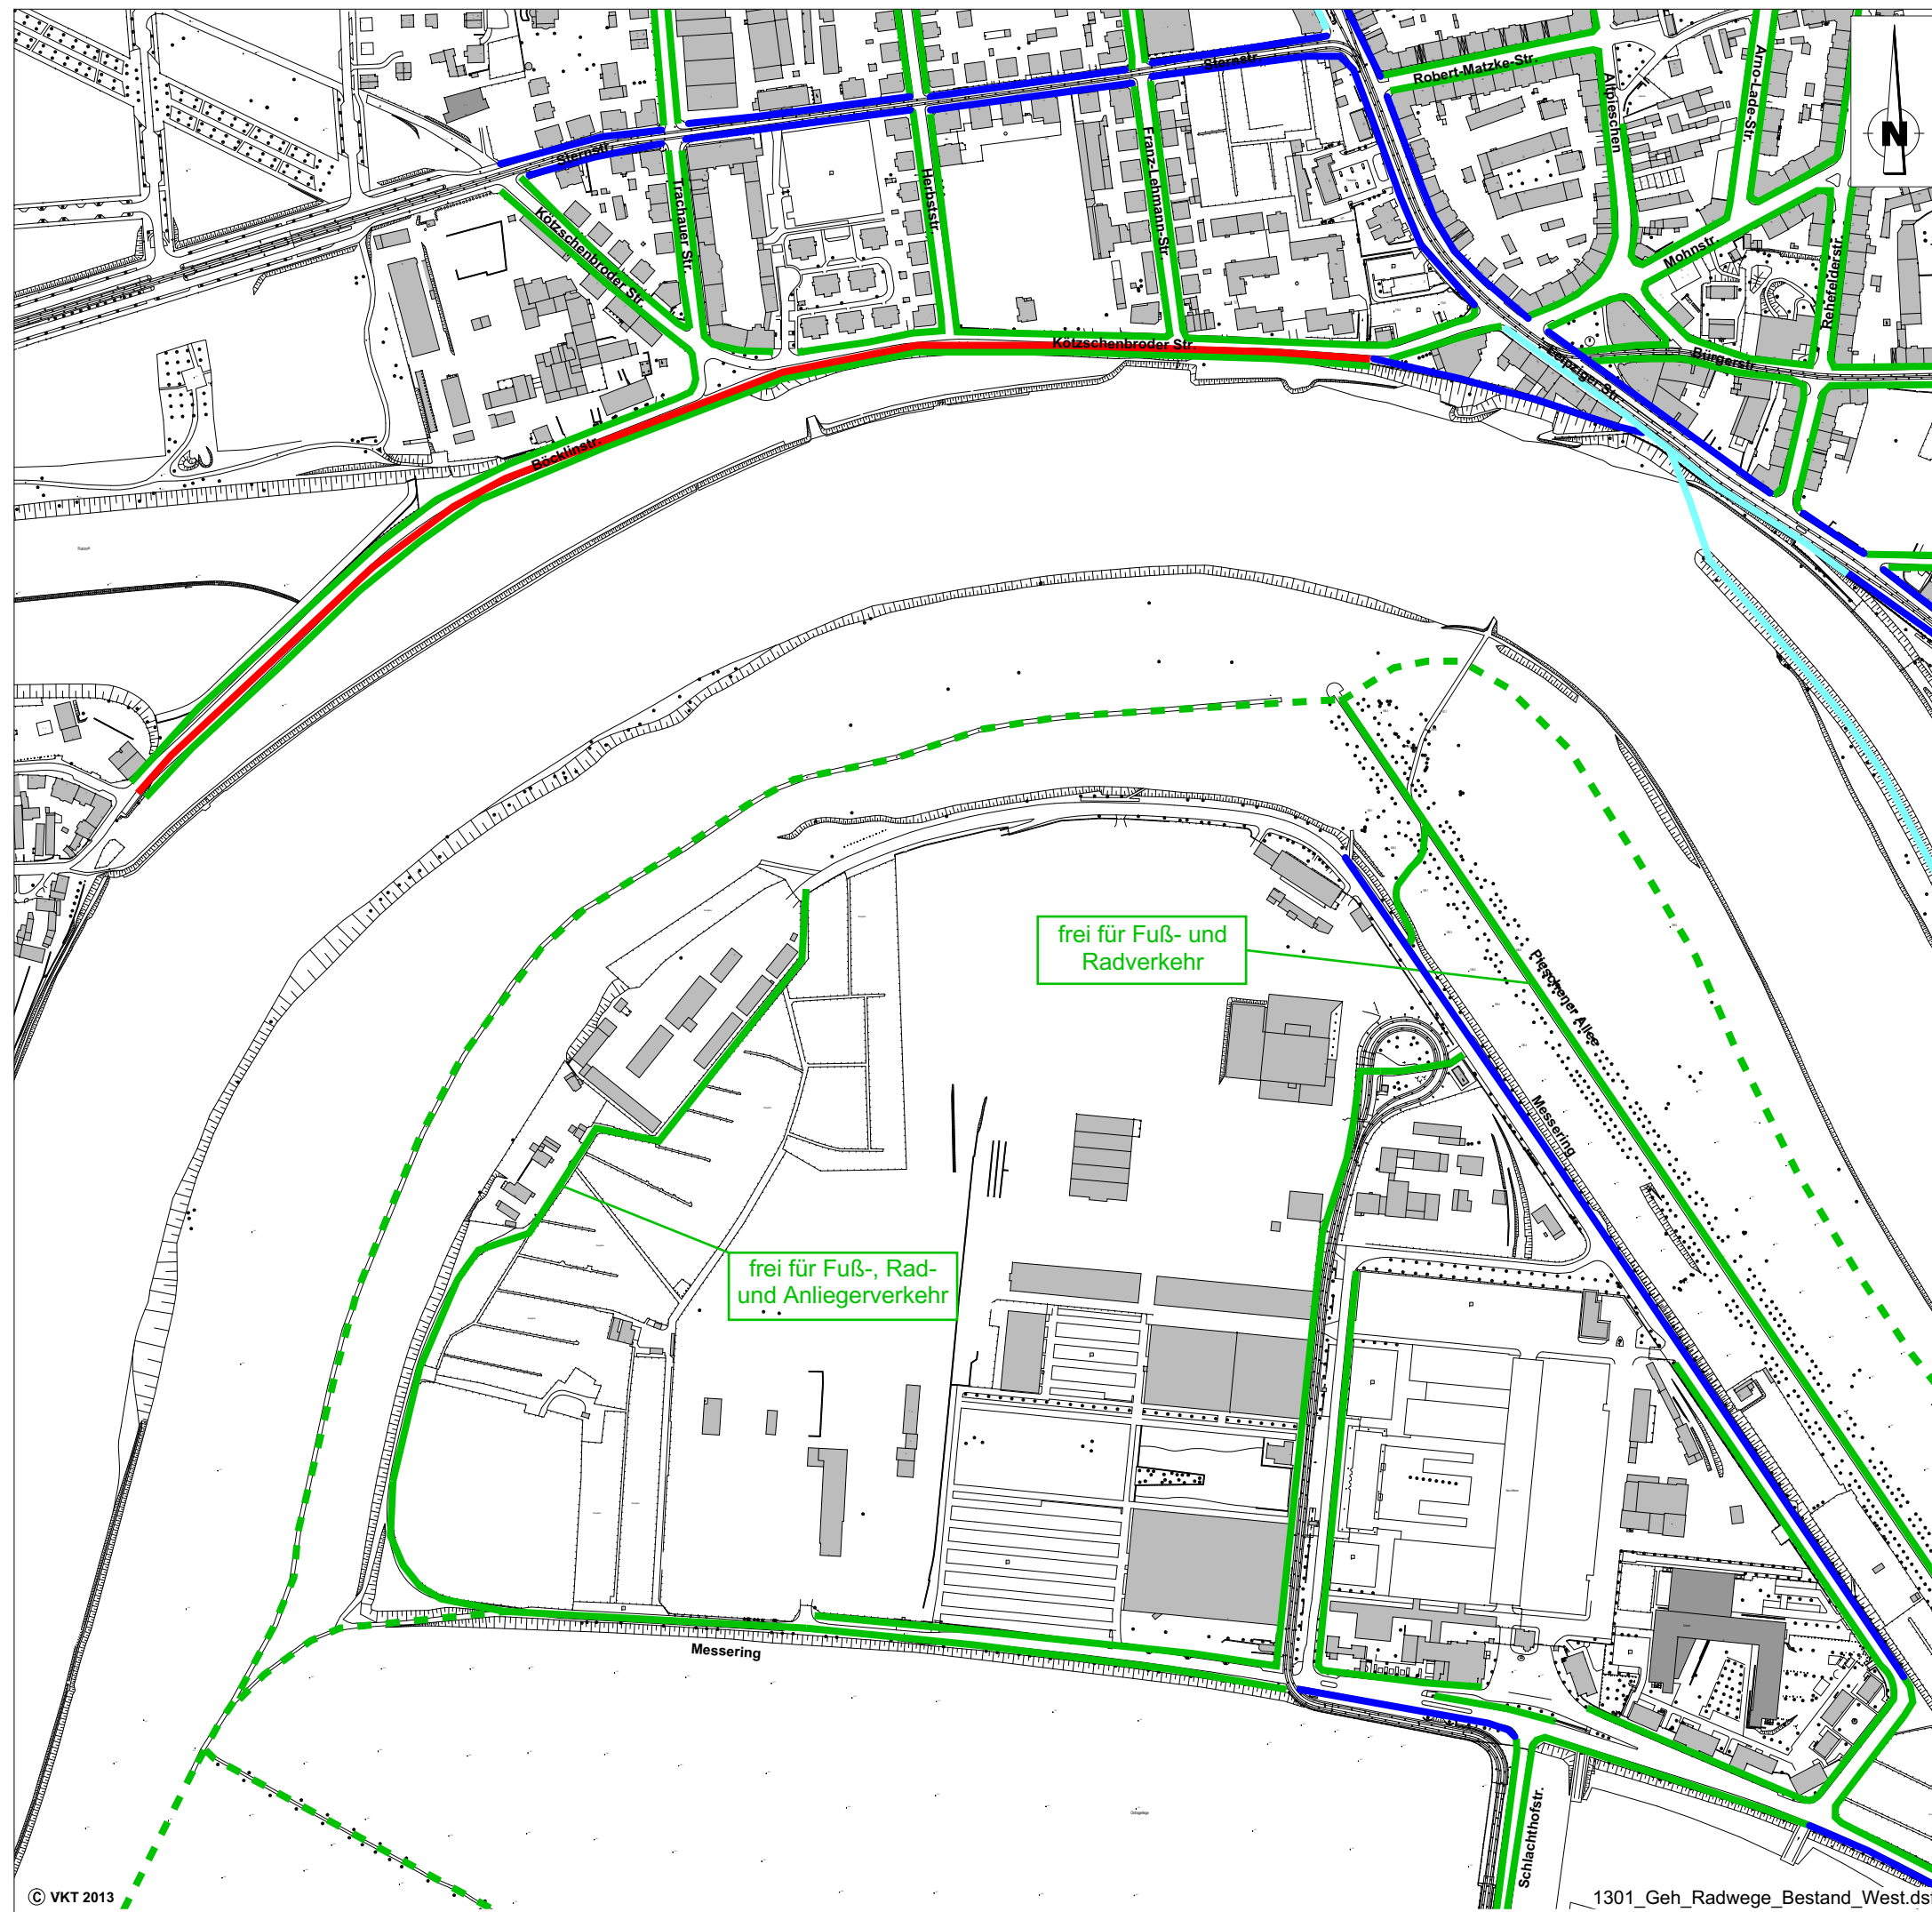 Sternstr.
Robert-Matzke-Str.
Altpieschen
Arno-Lade-Str.
N
Sternstr.
Trachauer Str.
Herbststr.
Franz-Lehmann-Str.
Kötzschenbroder Str.
Mohnstr.
Rehefelderstr.
Kötzschenbroder Str.
Leipziger Str.
Bürgerstr.
Böcklinstr.
frei für Fuß- und
Radverkehr
Pieschener Allee
Messering
frei für Fuß-, Rad-
und Anliegerverkehr
Messering
Schlachthofstr.
© VKT 2013
1301_Geh_Radwege_Bestand_West.ds